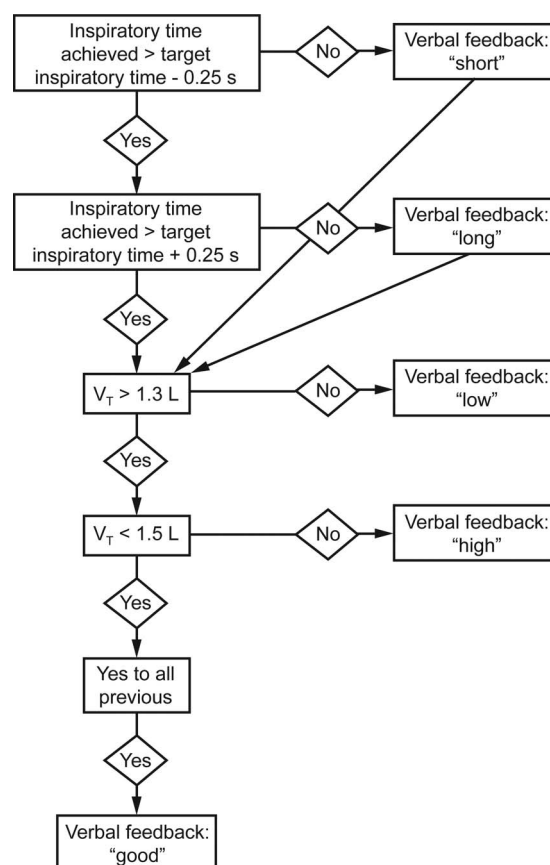 Inspiratory time
achieved > target
inspiratory time - 0.25 s
No
Verbal feedback:
“short”
Yes
Inspiratory time
achieved > target
inspiratory time + 0.25 s
No
Verbal feedback:
“long”
Yes
V_T > 1.3 L
No
Verbal feedback:
“low”
Yes
V_T < 1.5 L
No
Verbal feedback:
“high”
Yes
Yes to all
previous
Yes
Verbal feedback:
“good”